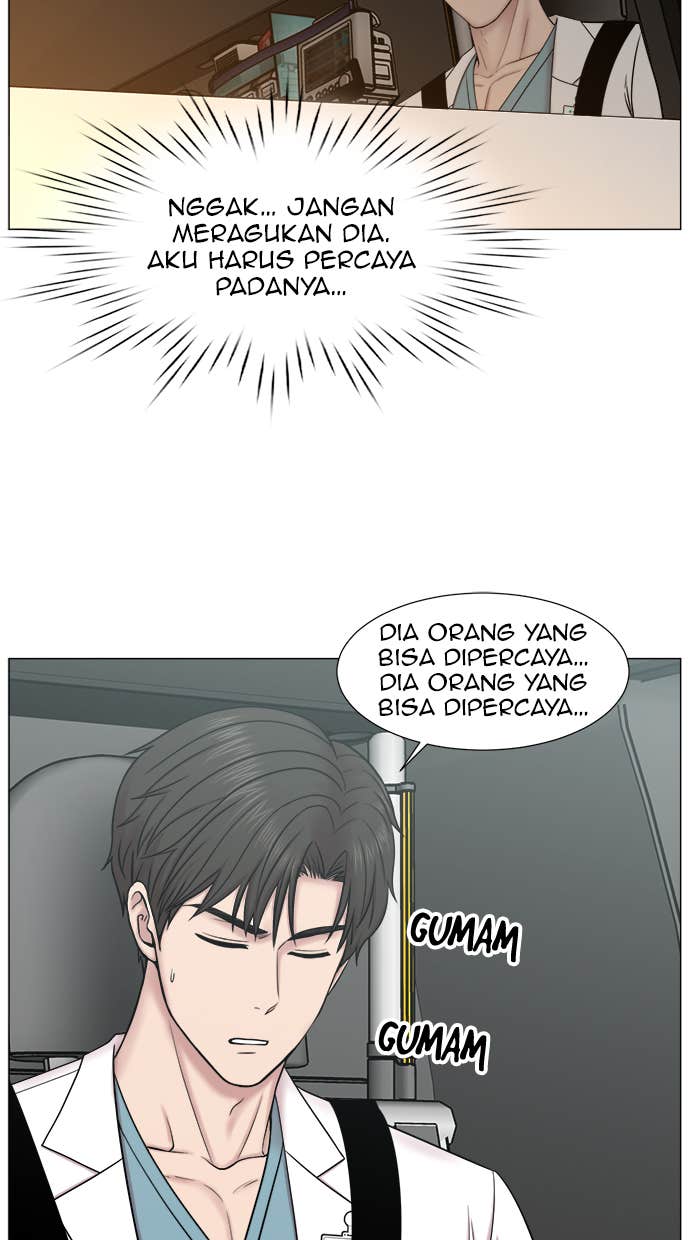 NGGAK... JANGAN
MERAGUKAN DIA.
AKU HARUS PERCAYA
PADANYA...
DIA ORANG YANG
BISA DIPERCAYA...
DIA ORANG YANG
BISA DIPERCAYA...
GUMAM
GUMAM